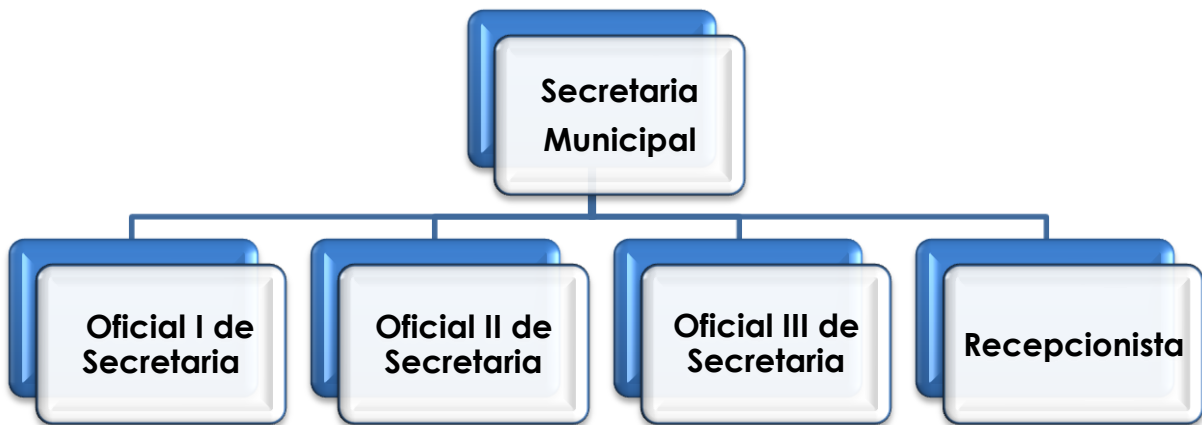 Secretaria
Municipal
Oficial I de
Secretaria
Oficial II de
Secretaria
Oficial III de
Secretaria
Recepcionista